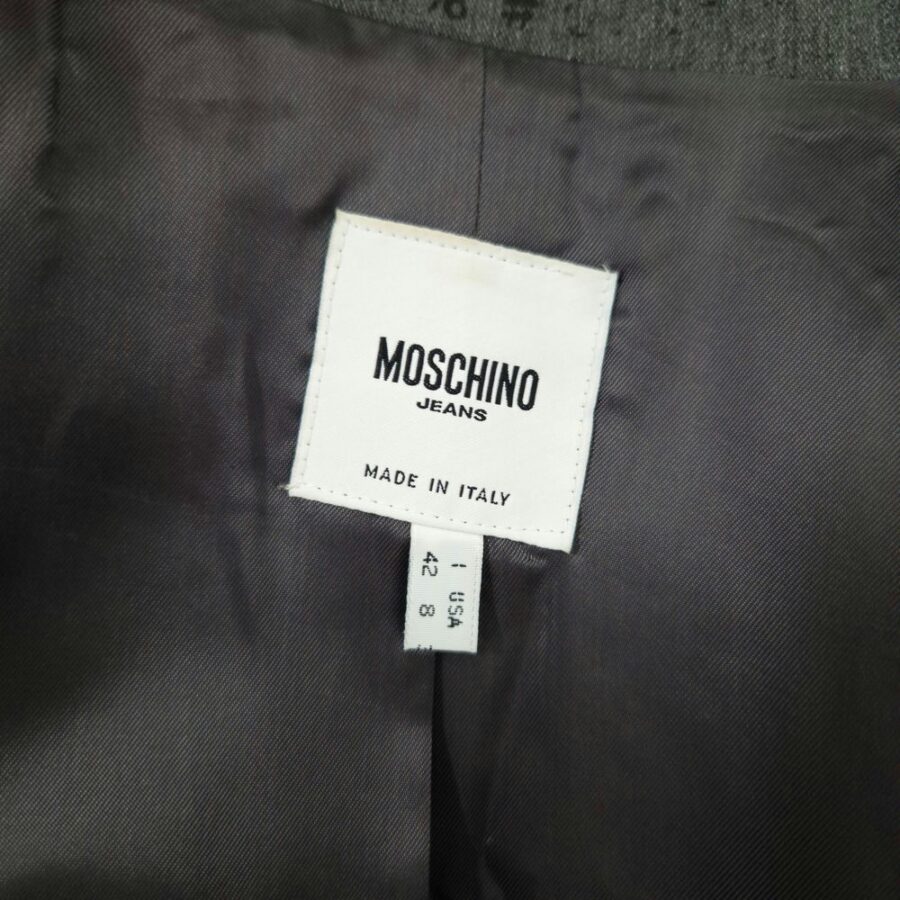 MOSCHINO
JEANS
MADE IN ITALY
I USA
42 8